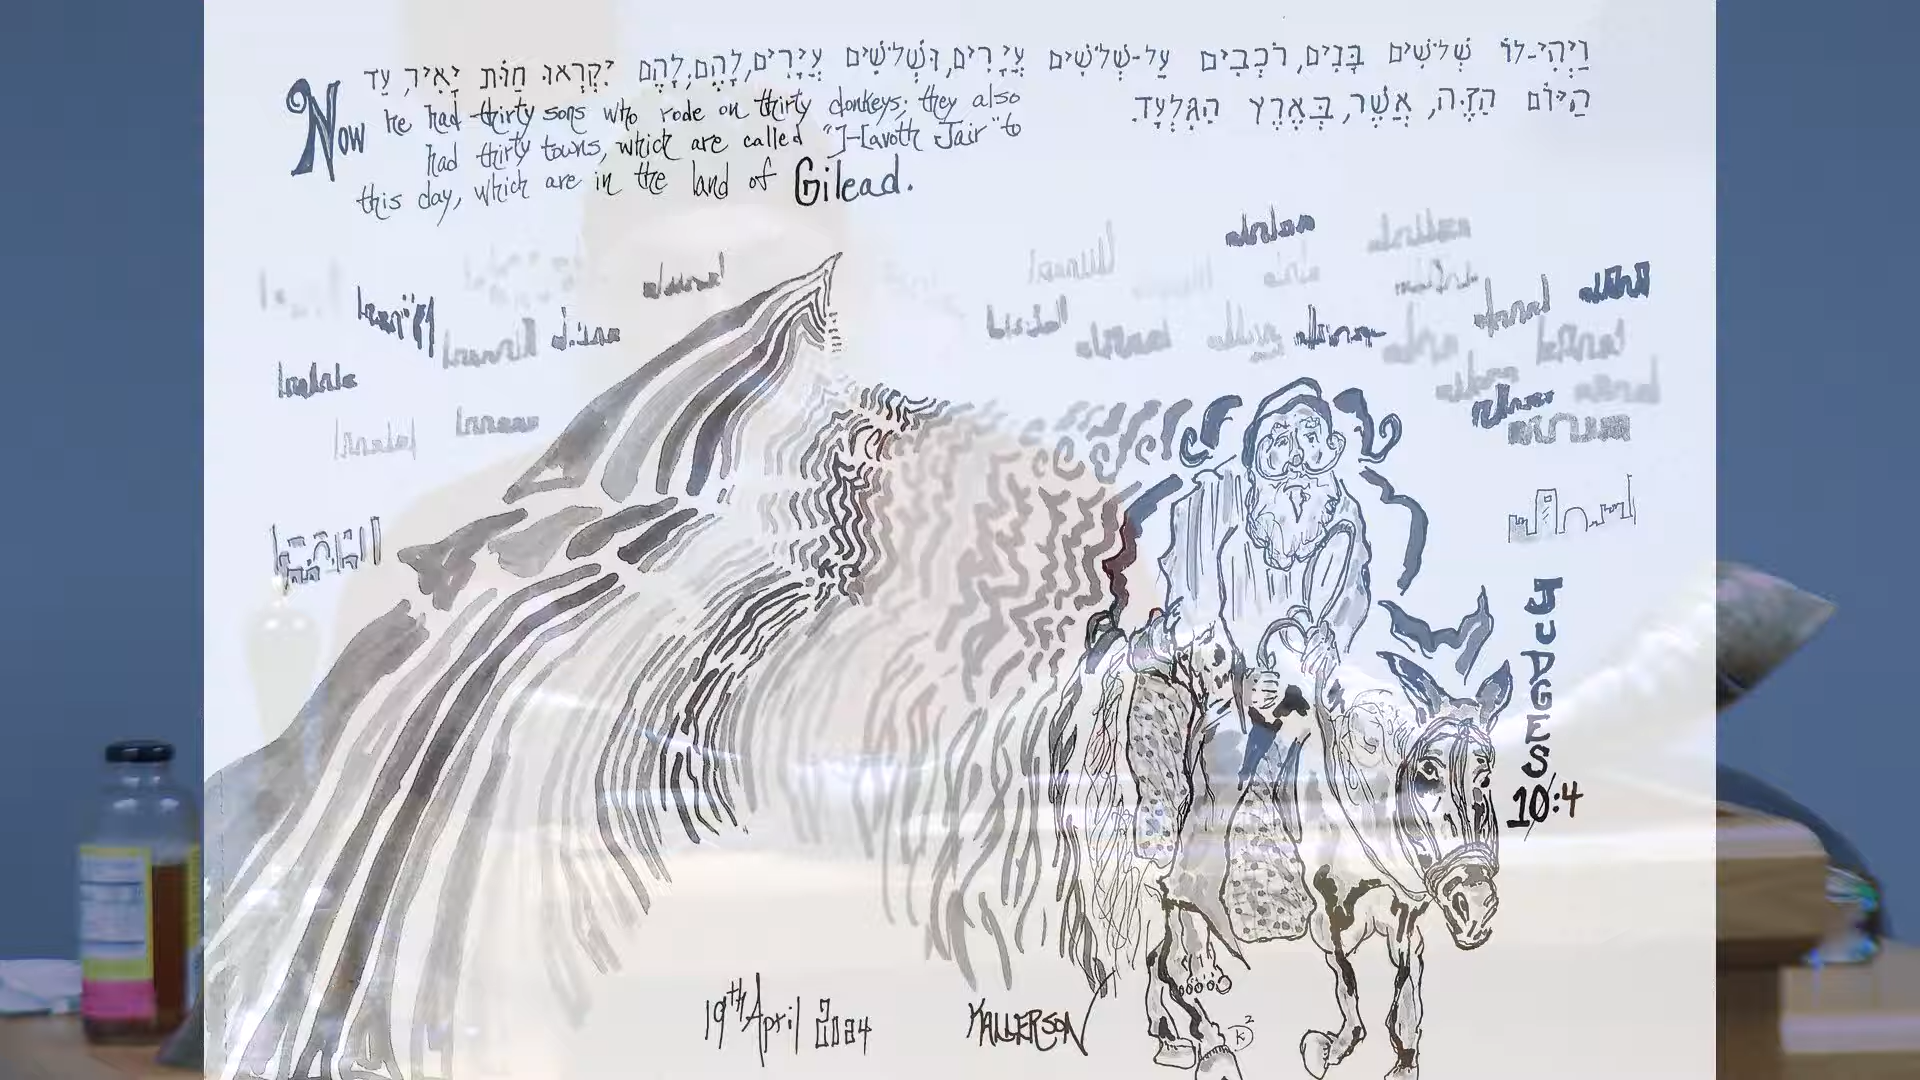 וַיְהִי-לוֹ שְׁלֹשִׁים בָּנִים, רֹכְבִים עַל-שְׁלֹשִׁים עֲיָרִים, וּשְׁלֹשִׁים עֲיָרִים, לָהֶם; לָהֶם יִקְרְאוּ חַוֺּת יָאִיר, עַד
הַיּוֹם הַזֶּה, אֲשֶׁר, בְּאֶרֶץ הַגִּלְעָד.
Now he had thirty sons who rode on thirty donkeys; they also
had thirty towns, which are called "Havoth Jair" to
this day, which are in the land of Gilead.
JUDGES
10:4
19th April 2024
KALLERSON